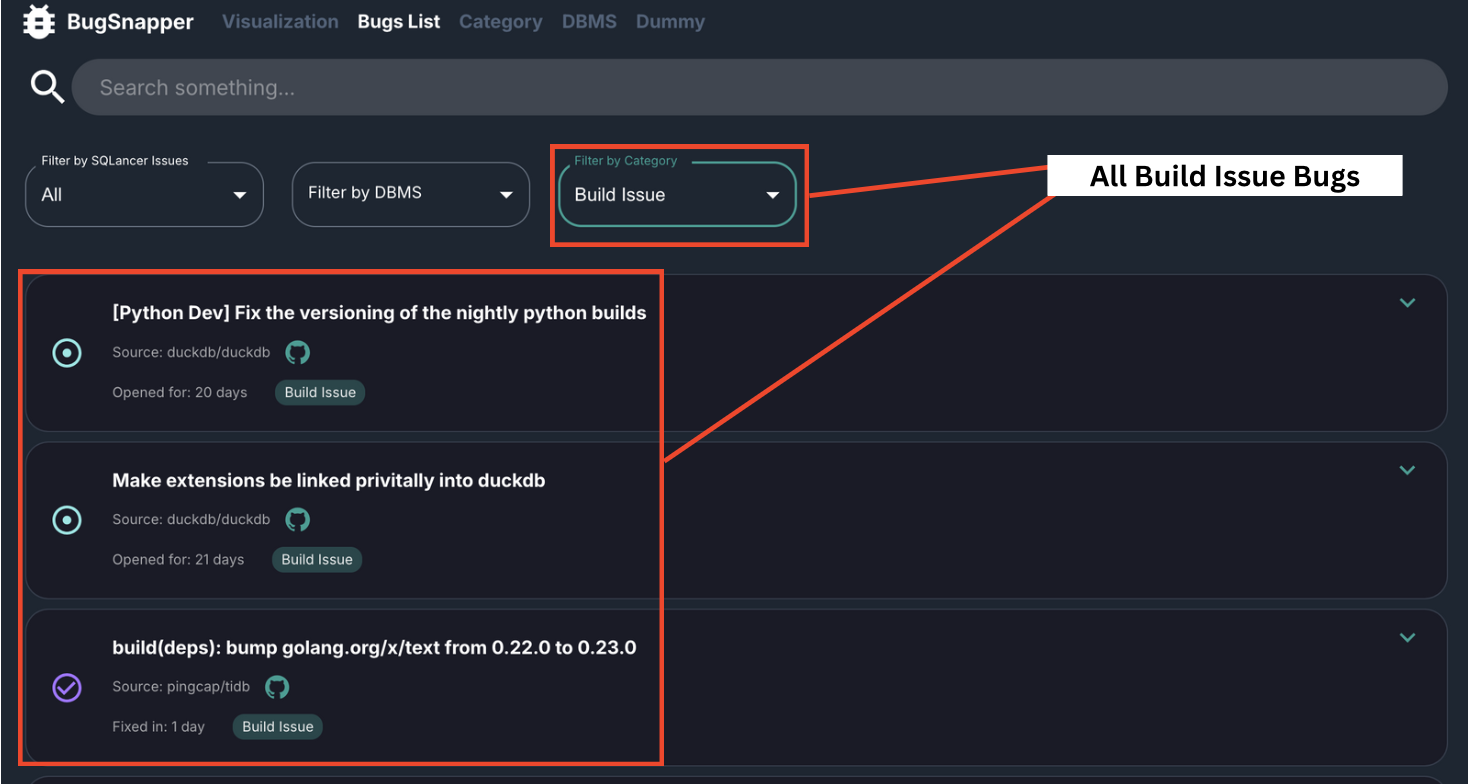 BugSnapper Visualization Bugs List Category DBMS Dummy
Search something...
Filter by SQLancer Issues
All
Filter by DBMS
Filter by Category
Build Issue
All Build Issue Bugs
[Python Dev] Fix the versioning of the nightly python builds
Source: duckdb/duckdb
Opened for: 20 days Build Issue
Make extensions be linked privitally into duckdb
Source: duckdb/duckdb
Opened for: 21 days Build Issue
build(deps): bump golang.org/x/text from 0.22.0 to 0.23.0
Source: pingcap/tidb
Fixed in: 1 day Build Issue